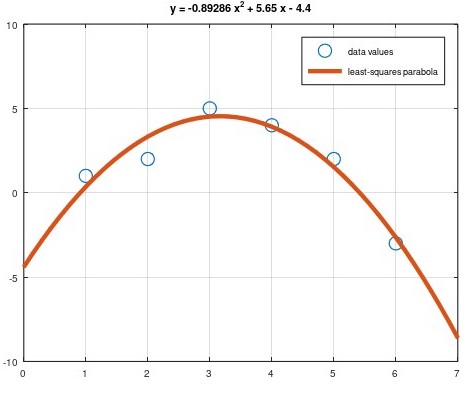 y = -0.89286 x² + 5.65 x - 4.4
10
data values
least-squares parabola
5
0
-5
-10
0 1 2 3 4 5 6 7